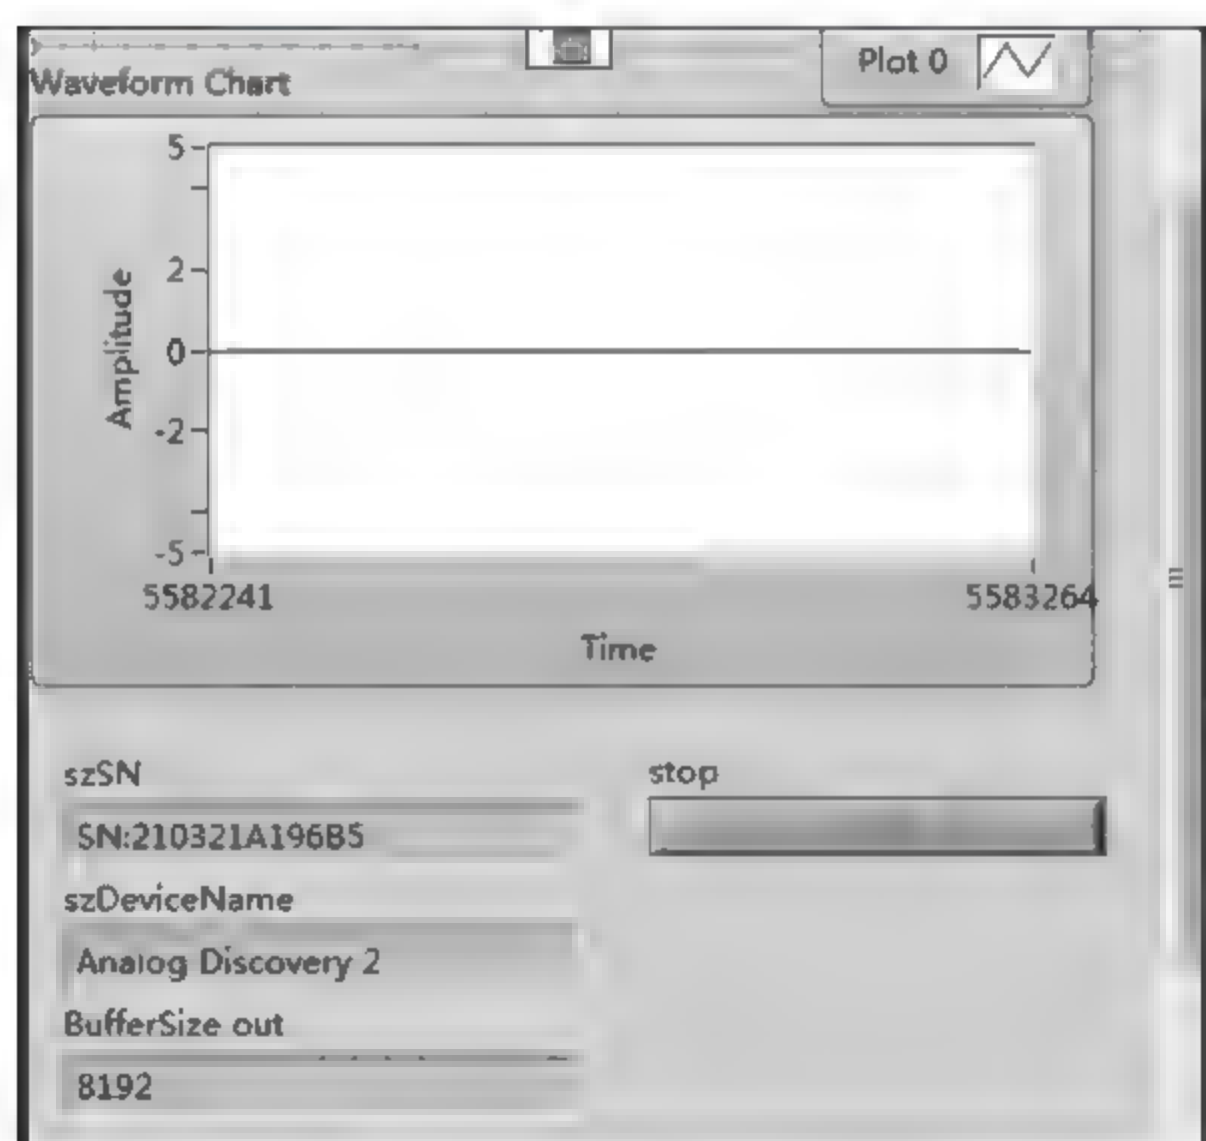 Plot 0
Waveform Chart
5
2
0
-2
-5
Amplitude
5582241
5583264
Time
szSN
stop
SN:210321A196B5
szDeviceName
Analog Discovery 2
BufferSize out
8192